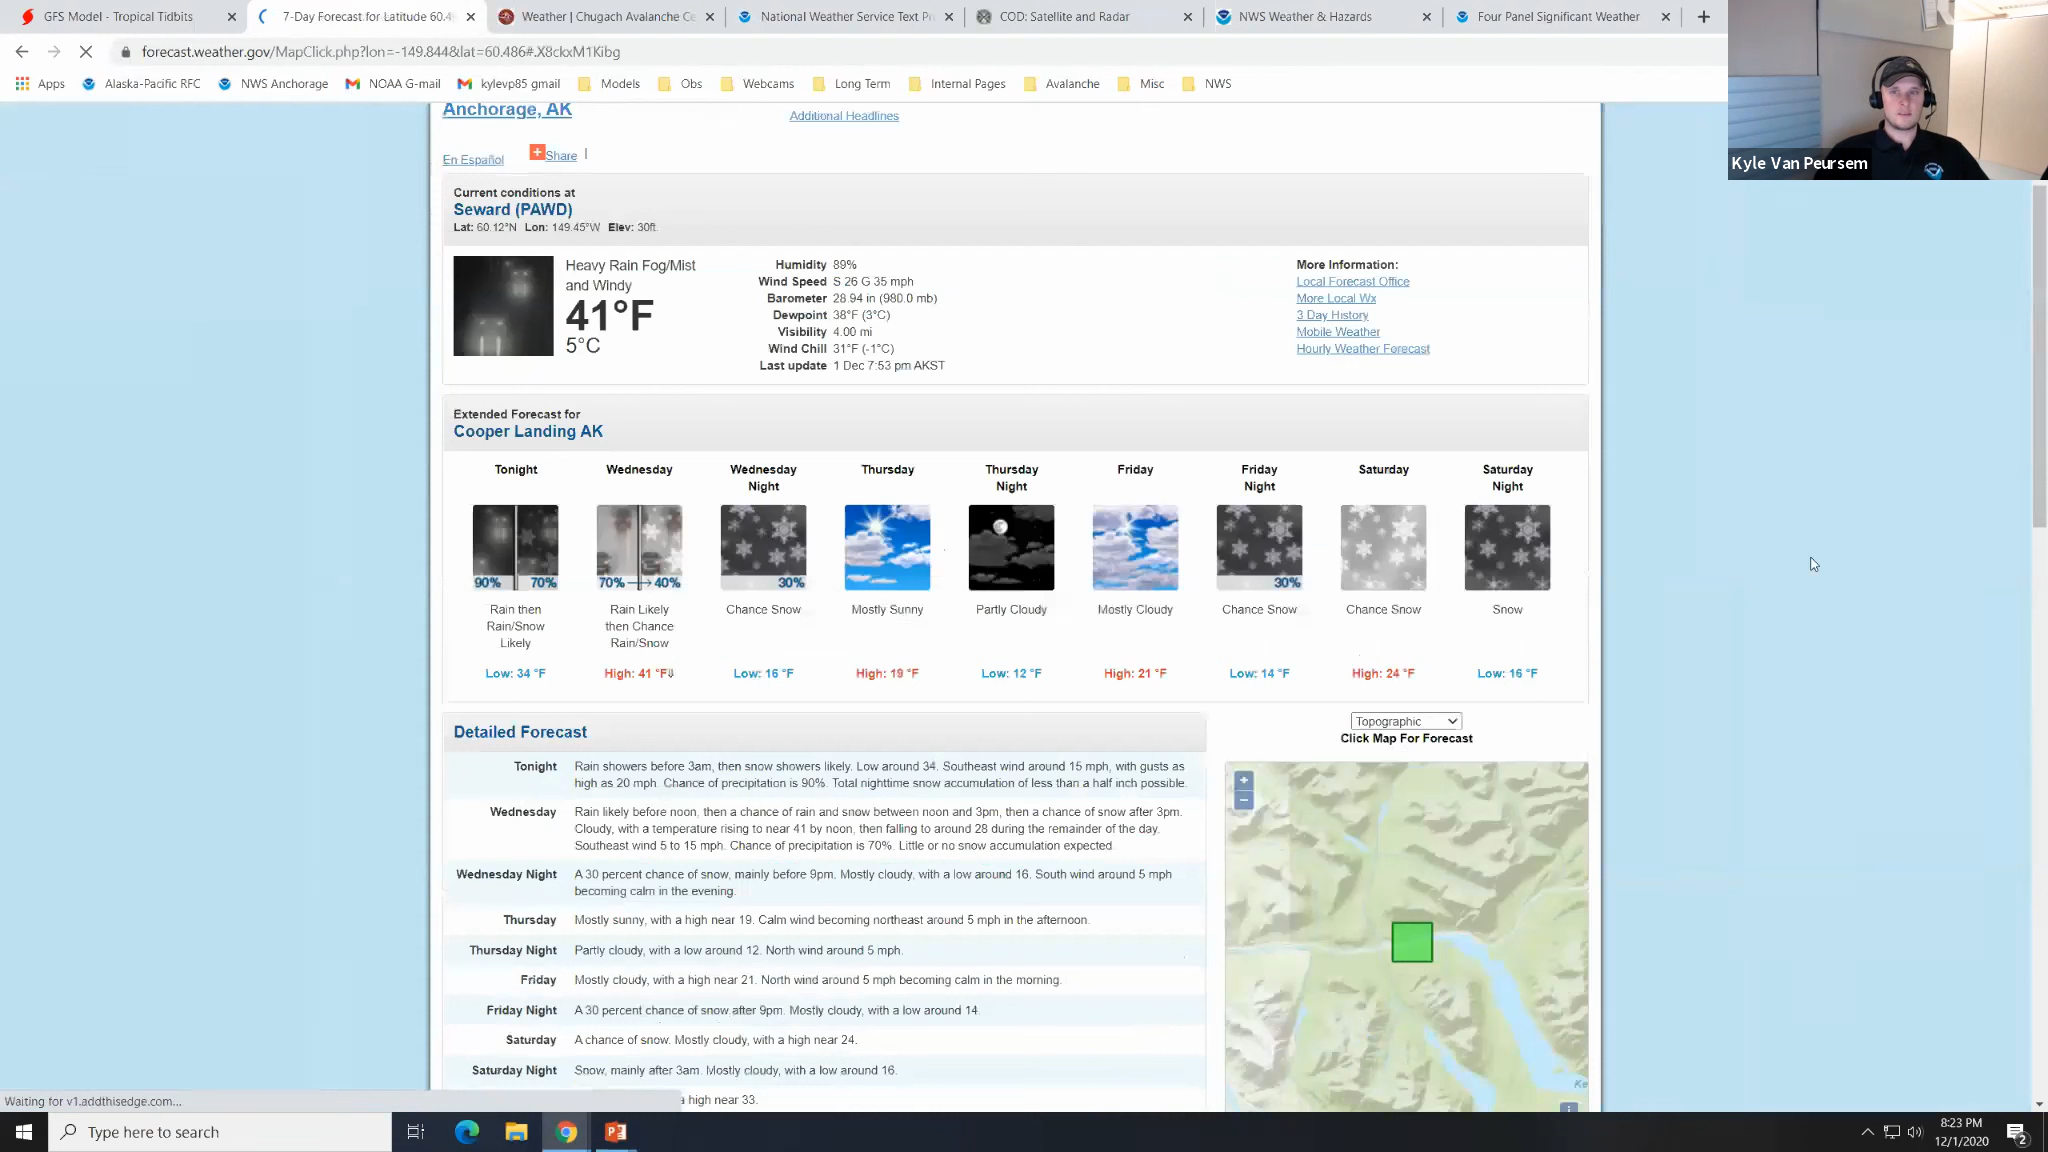 GFS Model - Tropical Tidbits
7-Day Forecast for Latitude 60.4
Weather | Chugach Avalanche Ce
National Weather Service Text Pr
COD: Satellite and Radar
NWS Weather & Hazards
Four Panel Significant Weather
forecast.weather.gov/MapClick.php?lon=-149.844&lat=60.486#.X8ckxM1Kibg
Apps
Alaska-Pacific RFC
NWS Anchorage
NOAA G-mail
kylevp85 gmail
Models
Obs
Webcams
Long Term
Internal Pages
Avalanche
Misc
NWS
Kyle Van Peursem
Anchorage, AK
Additional Headlines
En Español
Share |
Current conditions at
Seward (PAWD)
Lat: 60.12°N Lon: 149.45°W Elev: 30ft.
Heavy Rain Fog/Mist
and Windy
41°F
5°C
Humidity 89%
Wind Speed S 26 G 35 mph
Barometer 28.94 in (980.0 mb)
Dewpoint 38°F (3°C)
Visibility 4.00 mi
Wind Chill 31°F (-1°C)
Last update 1 Dec 7:53 pm AKST
More Information:
Local Forecast Office
More Local Wx
3 Day History
Mobile Weather
Hourly Weather Forecast
Extended Forecast for
Cooper Landing AK
Tonight
90% 70%
Rain then
Rain/Snow
Likely
Low: 34 °F
Wednesday
70% 40%
Rain Likely
then Chance
Rain/Snow
High: 41 °F⇓
Wednesday
Night
30%
Chance Snow
Low: 16 °F
Thursday
Mostly Sunny
High: 19 °F
Thursday
Night
Partly Cloudy
Low: 12 °F
Friday
Mostly Cloudy
High: 21 °F
Friday
Night
30%
Chance Snow
Low: 14 °F
Saturday
Chance Snow
High: 24 °F
Saturday
Night
Snow
Low: 16 °F
Detailed Forecast
Tonight Rain showers before 3am, then snow showers likely. Low around 34. Southeast wind around 15 mph, with gusts as
high as 20 mph. Chance of precipitation is 90%. Total nighttime snow accumulation of less than a half inch possible.
Wednesday Rain likely before noon, then a chance of rain and snow between noon and 3pm, then a chance of snow after 3pm.
Cloudy, with a temperature rising to near 41 by noon, then falling to around 28 during the remainder of the day.
Southeast wind 5 to 15 mph. Chance of precipitation is 70%. Little or no snow accumulation expected.
Wednesday Night A 30 percent chance of snow, mainly before 9pm. Mostly cloudy, with a low around 16. South wind around 5 mph
becoming calm in the evening.
Thursday Mostly sunny, with a high near 19. Calm wind becoming northeast around 5 mph in the afternoon.
Thursday Night Partly cloudy, with a low around 12. North wind around 5 mph.
Friday Mostly cloudy, with a high near 21. North wind around 5 mph becoming calm in the morning.
Friday Night A 30 percent chance of snow after 9pm. Mostly cloudy, with a low around 14.
Saturday A chance of snow. Mostly cloudy, with a high near 24.
Saturday Night Snow, mainly after 3am. Mostly cloudy, with a low around 16.
a high near 33.
Topographic
Click Map For Forecast
+
−
Ke
i
Waiting for v1.addthisedge.com...
Type here to search
8:23 PM
12/1/2020
2